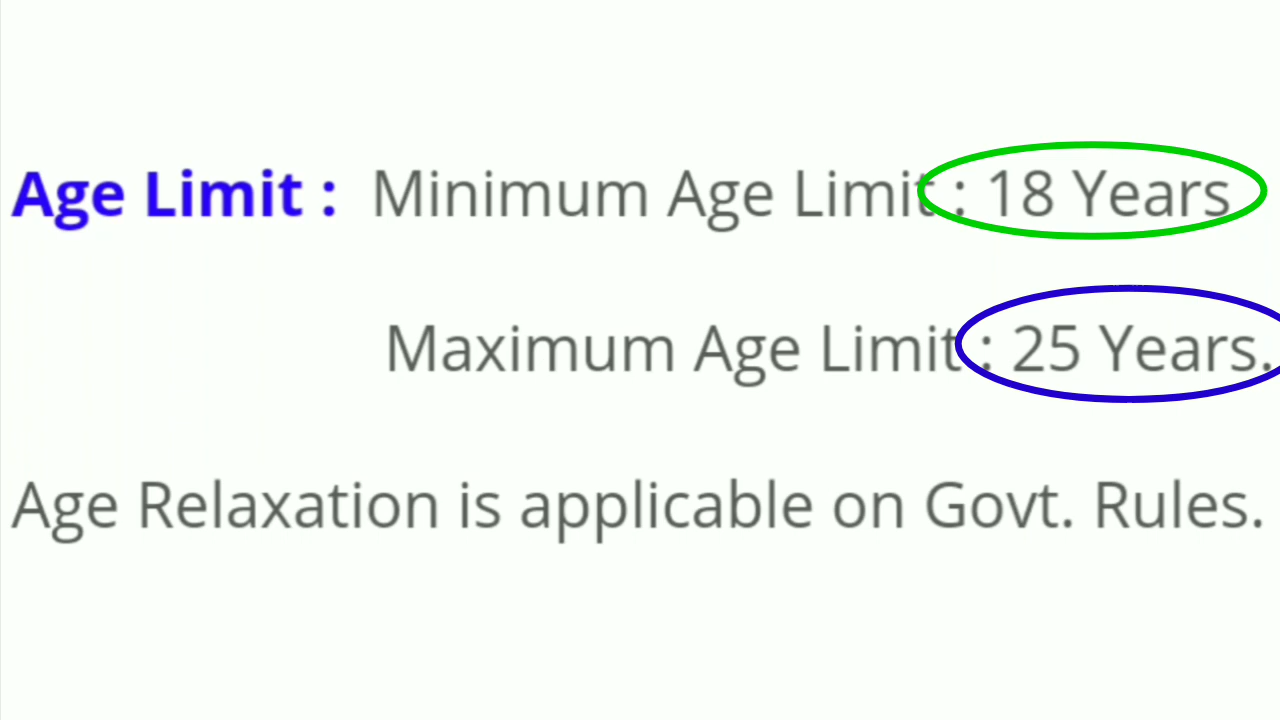 Age Limit : Minimum Age Limit : 18 Years
Maximum Age Limit : 25 Years.
Age Relaxation is applicable on Govt. Rules.